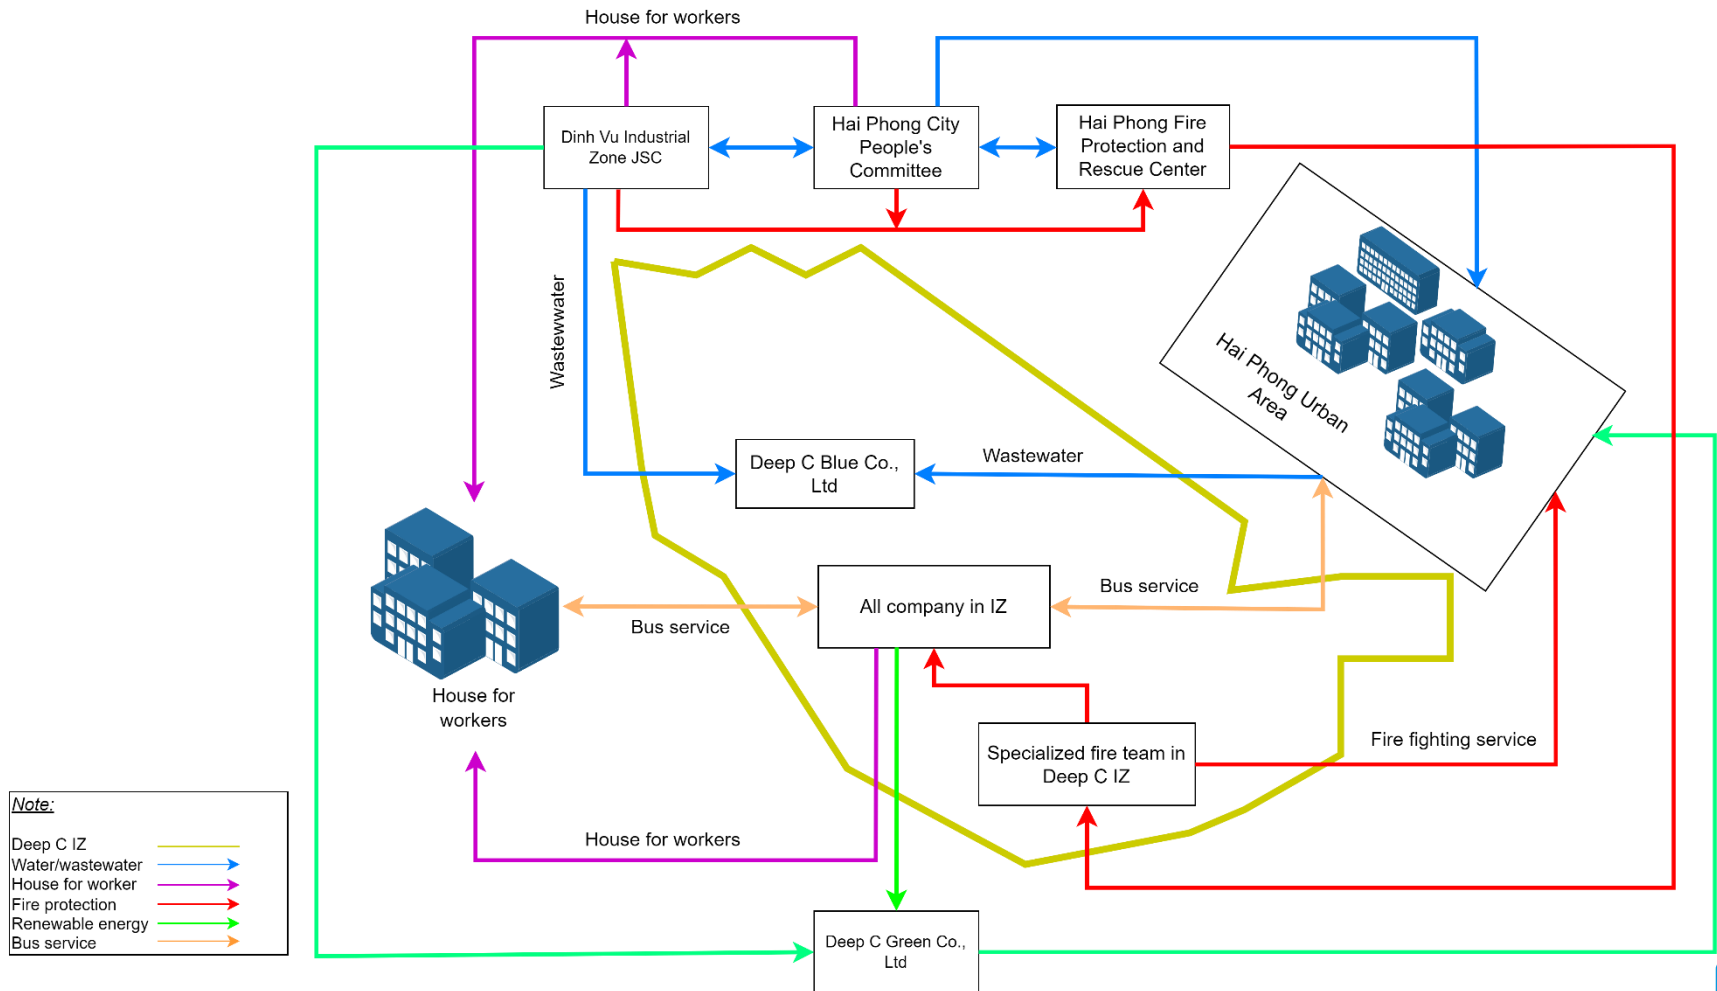 House for workers
Dinh Vu Industrial
Zone JSC
Hai Phong City
People's
Committee
Hai Phong Fire
Protection and
Rescue Center
Wastewwater
Hai Phong Urban
Area
Deep C Blue Co.,
Ltd
Wastewater
All company in IZ
Bus service
Bus service
House for
workers
Specialized fire team in
Deep C IZ
Fire fighting service
House for workers
Deep C Green Co.,
Ltd
Note:
Deep C IZ
Water/wastewater
House for worker
Fire protection
Renewable energy
Bus service